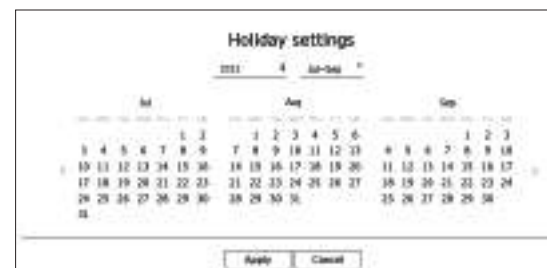 Holiday settings
Jul-Sep
Jul Aug Sep
1 2 1 2 3 4 5 6 1 2 3
3 4 5 6 7 8 9 7 8 9 10 11 12 13 4 5 6 7 8 9 10
10 11 12 13 14 15 16 14 15 16 17 18 19 20 11 12 13 14 15 16 17
17 18 19 20 21 22 23 21 22 23 24 25 26 27 18 19 20 21 22 23 24
24 25 26 27 28 29 30 28 29 30 31 25 26 27 28 29 30
31
Apply Cancel